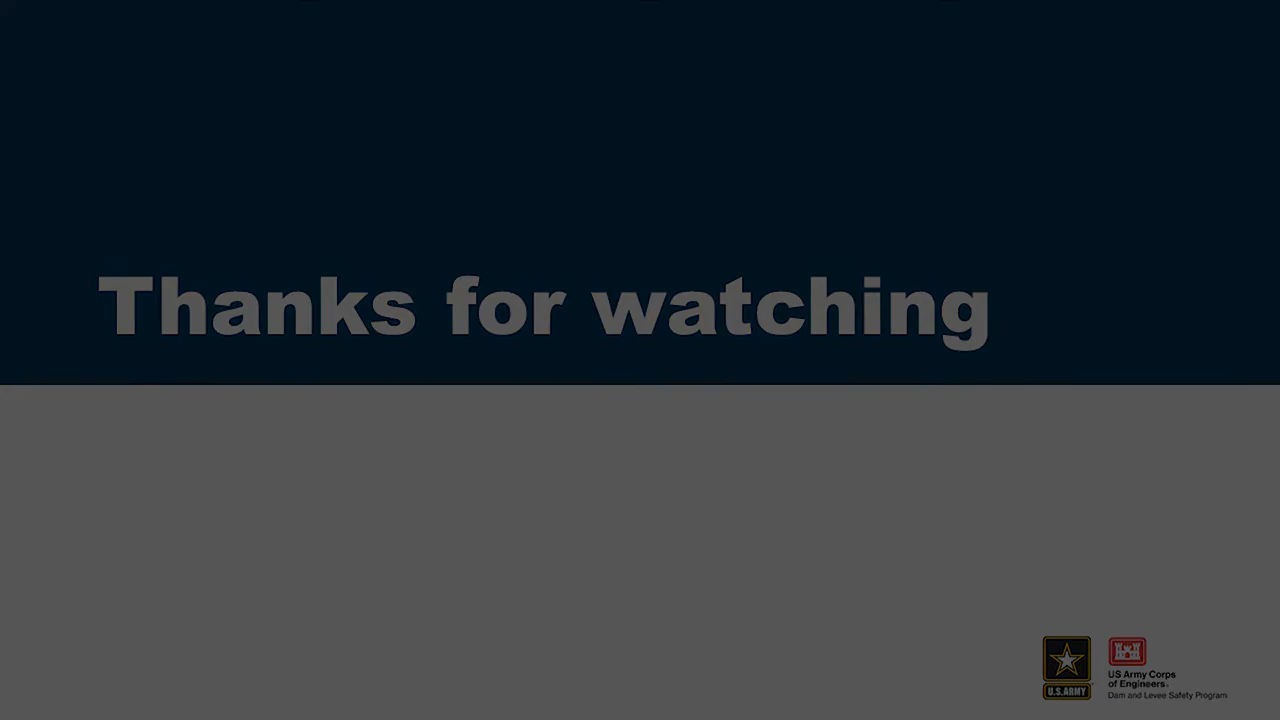 Thanks for watching
U.S.ARMY
US Army Corps
of Engineers®
Dam and Levee Safety Program